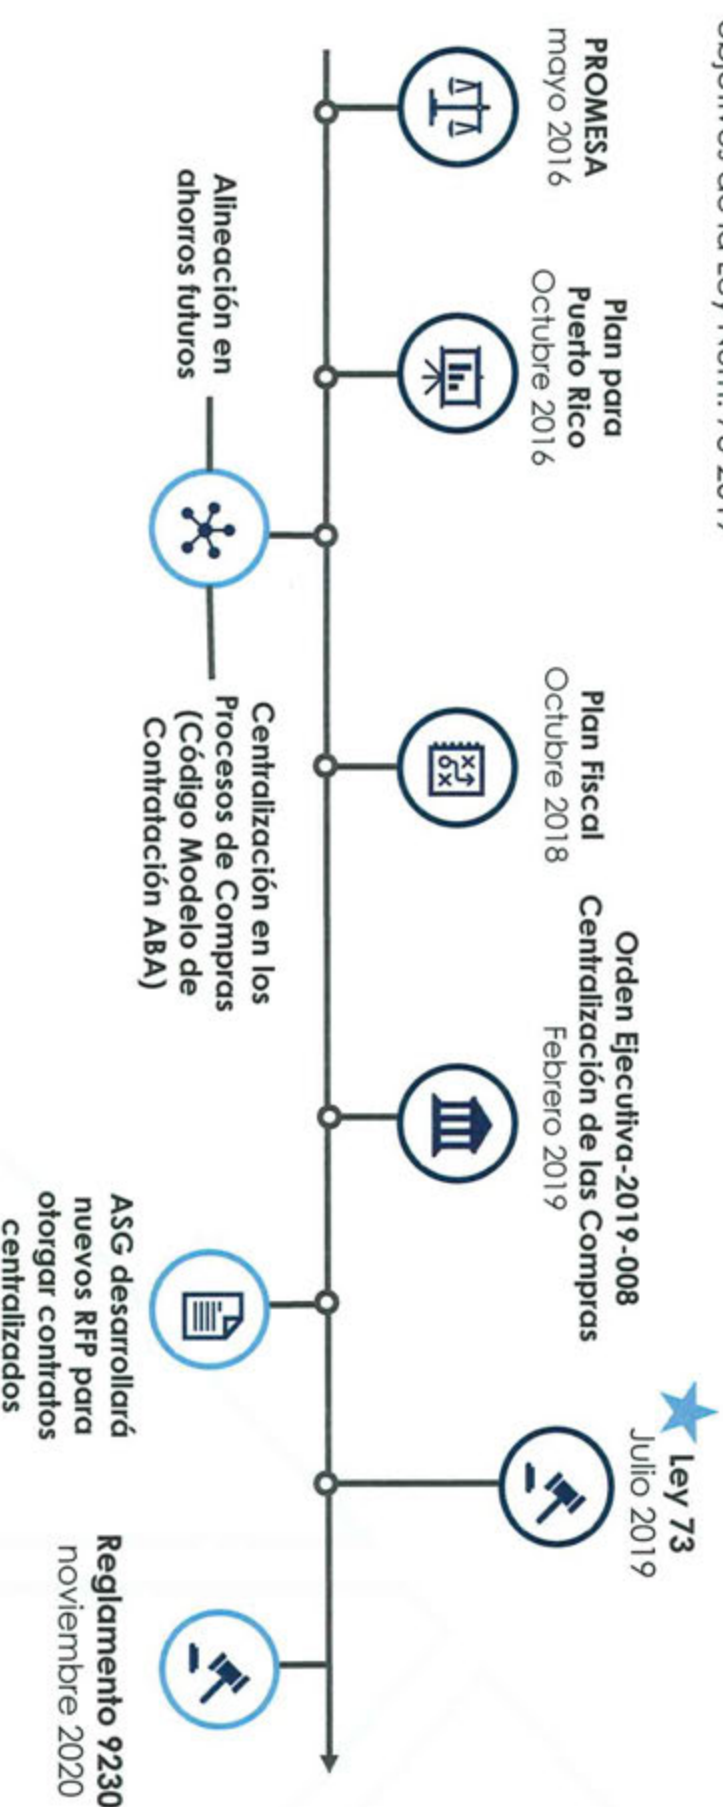 PROMESA
mayo 2016
Plan para
Puerto Rico
Octubre 2016
Alineación en
ahorros futuros
Centralización en los
Procesos de Compras
(Código Modelo de
Contratación ABA)
Plan Fiscal
Octubre 2018
Orden Ejecutiva-2019-008
Centralización de las Compras
Febrero 2019
ASG desarrollará
nuevos RFP para
otorgar contratos
centralizados
Ley 73
Julio 2019
Reglamento 9230
noviembre 2020